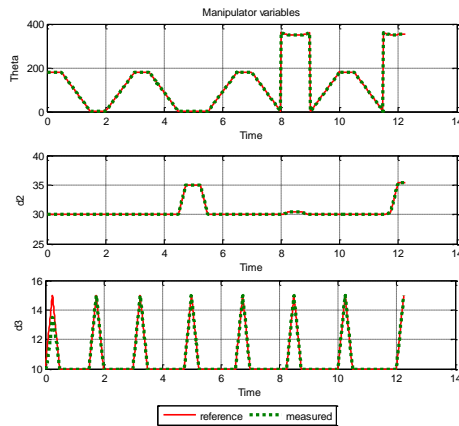 Manipulator variables
400
200
0
Theta
0 2 4 6 8 10 12 14
Time
40
35
30
25
d2
0 2 4 6 8 10 12 14
Time
16
14
12
10
d3
0 2 4 6 8 10 12 14
Time
reference measured